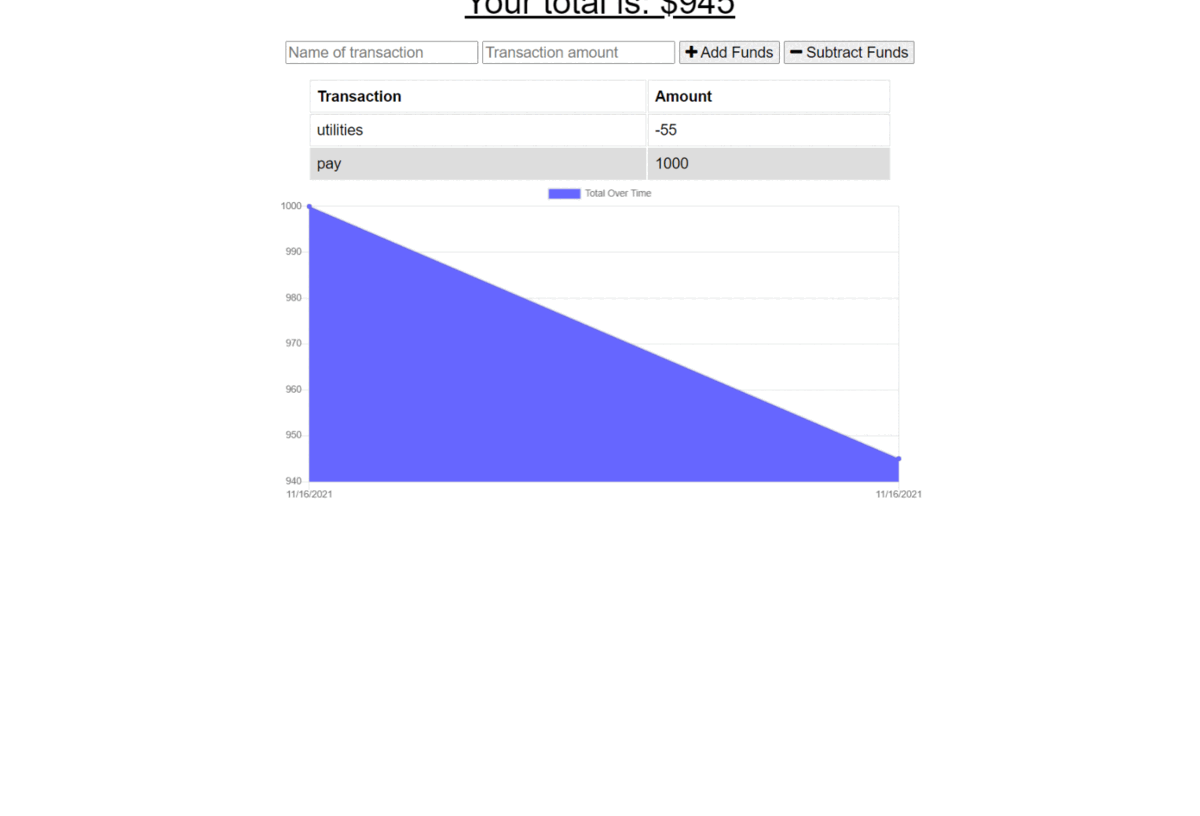 Your total is: $945
Name of transaction Transaction amount Add Funds Subtract Funds
Transaction Amount
utilities -55
pay 1000
Total Over Time
1000
990
980
970
960
950
940
11/16/2021 11/16/2021